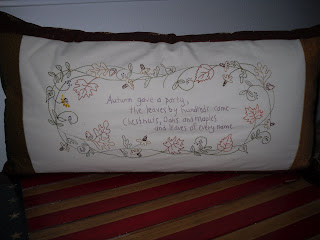 Autumn gave a party,
the leaves by hundreds came
Chestnuts, Oaks and Maples
and leaves of every name